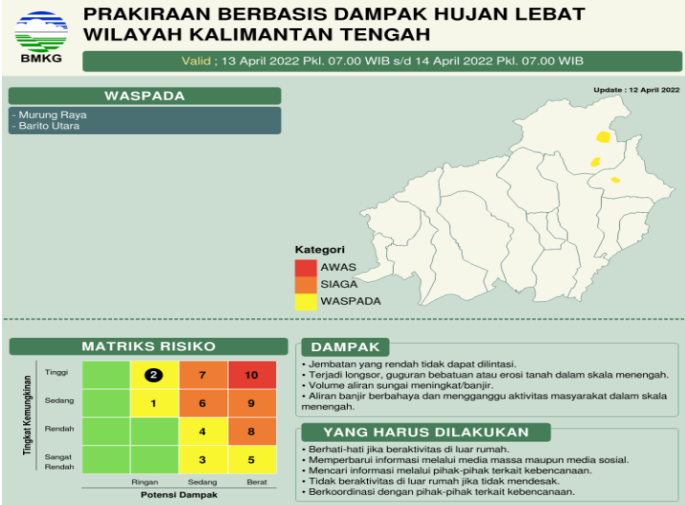 PRAKIRAAN BERBASIS DAMPAK HUJAN LEBAT
WILAYAH KALIMANTAN TENGAH
BMKG
Valid ; 13 April 2022 Pkl. 07.00 WIB s/d 14 April 2022 Pkl. 07.00 WIB
WASPADA
- Murung Raya
- Barito Utara
Update : 12 April 2022
Kategori
AWAS
SIAGA
WASPADA
MATRIKS RISIKO
Tingkat Kemungkinan
Tinggi 2 7 10
Sedang 1 6 9
Rendah 4 8
Sangat
Rendah 3 5
Ringan Sedang Berat
Potensi Dampak
DAMPAK
• Jembatan yang rendah tidak dapat dilintasi.
• Terjadi longsor, guguran bebatuan atau erosi tanah dalam skala menengah.
• Volume aliran sungai meningkat/banjir.
• Aliran banjir berbahaya dan mengganggu aktivitas masyarakat dalam skala
menengah.
YANG HARUS DILAKUKAN
• Berhati-hati jika beraktivitas di luar rumah.
• Memperbarui informasi melalui media massa maupun media sosial.
• Mencari informasi melalui pihak-pihak terkait kebencanaan.
• Tidak beraktivitas di luar rumah jika tidak mendesak.
• Berkoordinasi dengan pihak-pihak terkait kebencanaan.